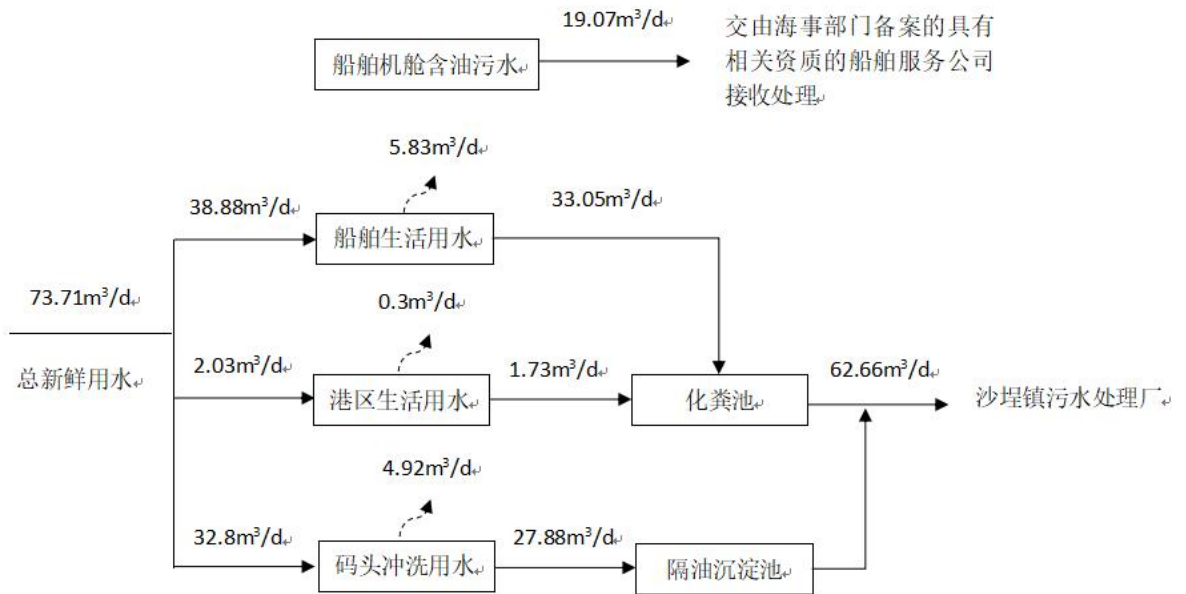 19.07m³/d
交由海事部门备案的具有
相关资质的船舶服务公司
接收处理
船舶机舱含油污水
5.83m³/d
38.88m³/d
33.05m³/d
船舶生活用水
73.71m³/d
0.3m³/d
总新鲜用水
2.03m³/d
港区生活用水
1.73m³/d
化粪池
62.66m³/d
沙埕镇污水处理厂
4.92m³/d
32.8m³/d
码头冲洗用水
27.88m³/d
隔油沉淀池